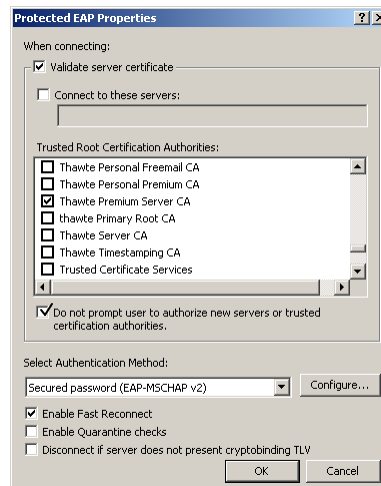 Protected EAP Properties
When connecting:
Validate server certificate
Connect to these servers:
Trusted Root Certification Authorities:
Thawte Personal Freemail CA
Thawte Personal Premium CA
Thawte Premium Server CA
thawte Primary Root CA
Thawte Server CA
Thawte Timestamping CA
Trusted Certificate Services
Do not prompt user to authorize new servers or trusted
certification authorities.
Select Authentication Method:
Secured password (EAP-MSCHAP v2)
Configure...
Enable Fast Reconnect
Enable Quarantine checks
Disconnect if server does not present cryptobinding TLV
OK Cancel